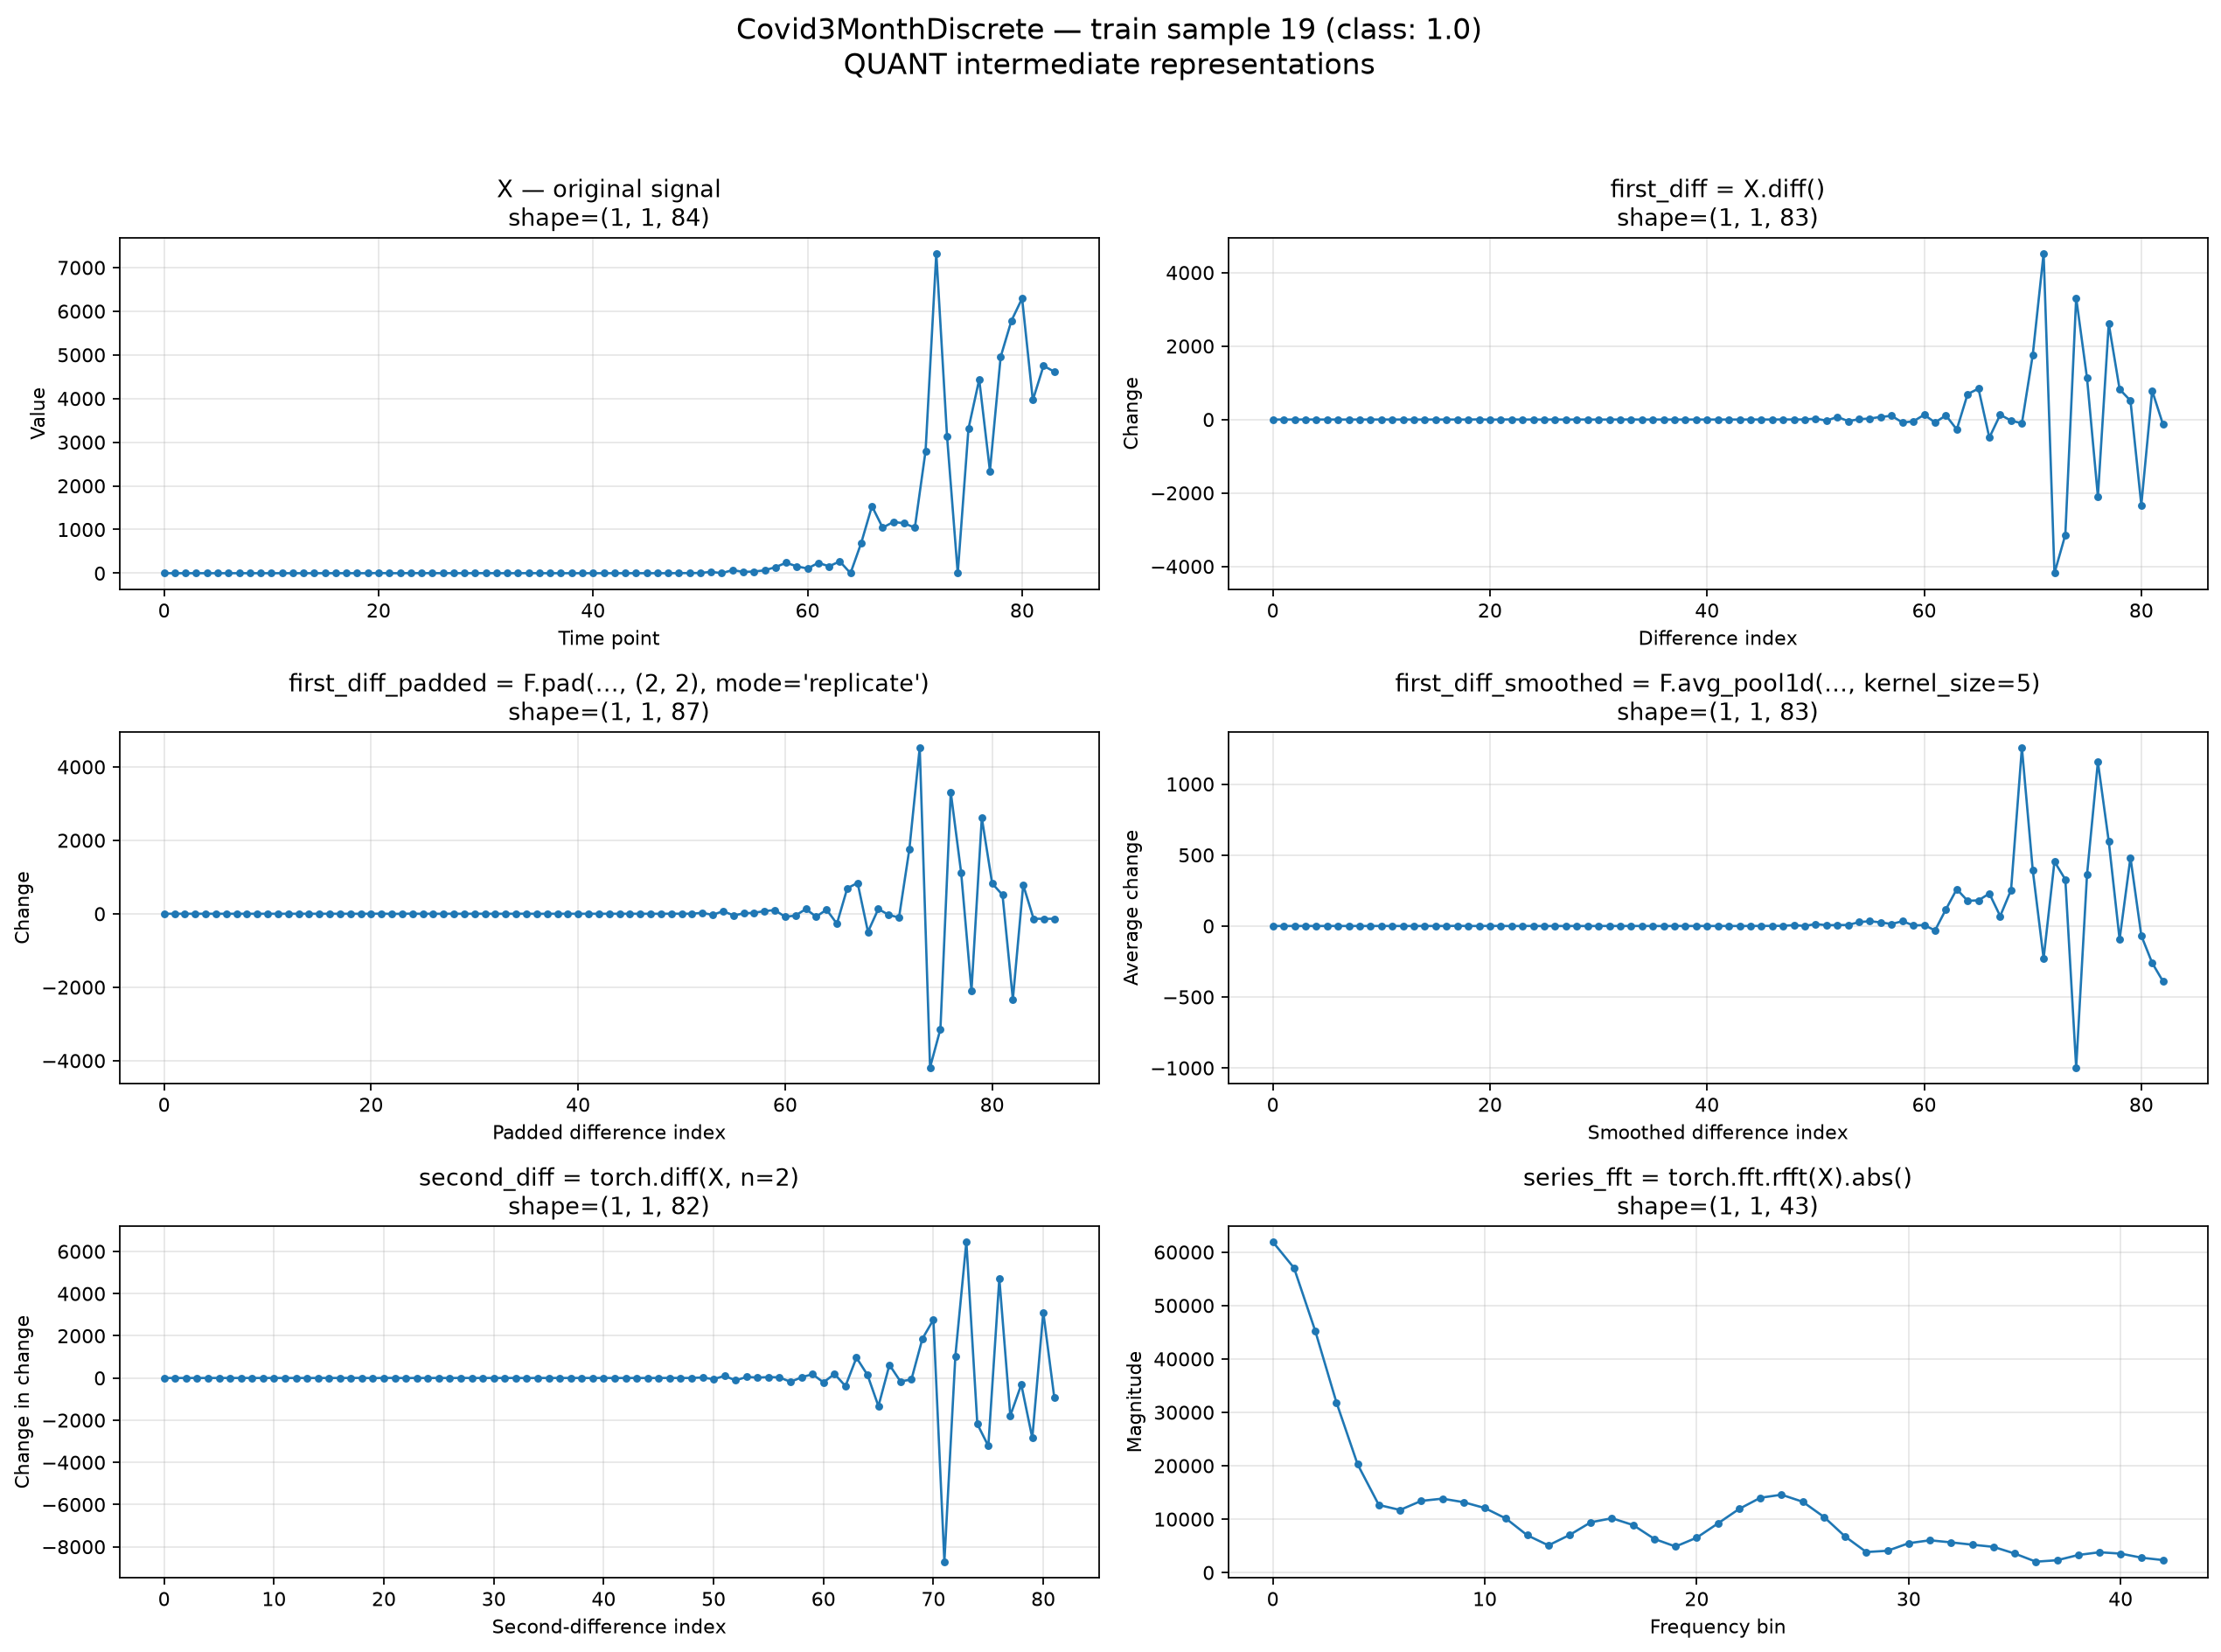 Covid3MonthDiscrete — train sample 19 (class: 1.0)
QUANT intermediate representations
X — original signal
shape=(1, 1, 84)
Value
7000
6000
5000
4000
3000
2000
1000
0
0 20 40 60 80
Time point
first_diff = X.diff()
shape=(1, 1, 83)
Change
4000
2000
0
−2000
−4000
0 20 40 60 80
Difference index
first_diff_padded = F.pad(..., (2, 2), mode='replicate')
shape=(1, 1, 87)
Change
4000
2000
0
−2000
−4000
0 20 40 60 80
Padded difference index
first_diff_smoothed = F.avg_pool1d(..., kernel_size=5)
shape=(1, 1, 83)
Average change
1000
500
0
−500
−1000
0 20 40 60 80
Smoothed difference index
second_diff = torch.diff(X, n=2)
shape=(1, 1, 82)
Change in change
6000
4000
2000
0
−2000
−4000
−6000
−8000
0 10 20 30 40 50 60 70 80
Second-difference index
series_fft = torch.fft.rfft(X).abs()
shape=(1, 1, 43)
Magnitude
60000
50000
40000
30000
20000
10000
0
0 10 20 30 40
Frequency bin